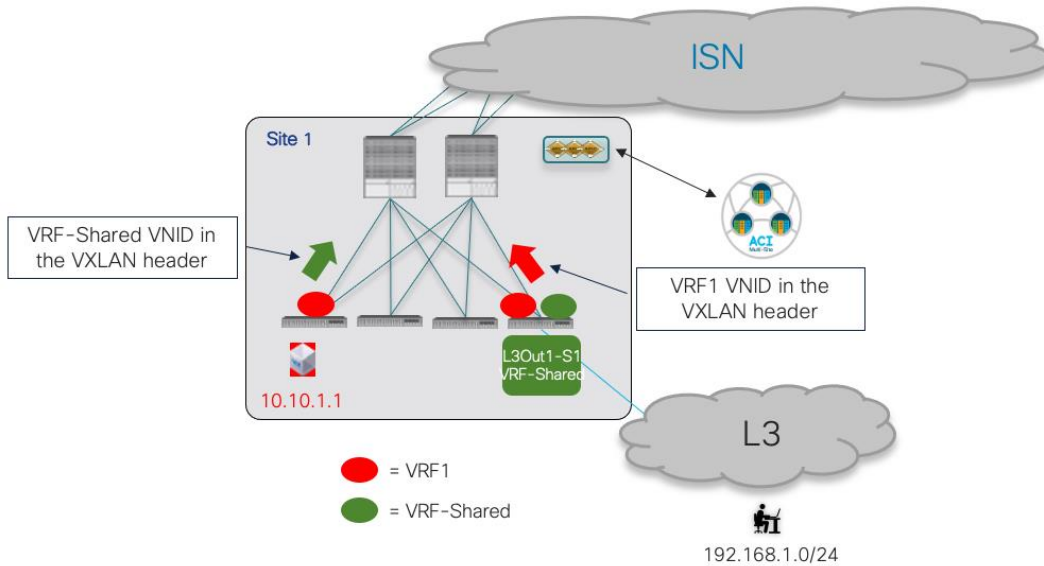 ISN
Site 1
VRF-Shared VNID in
the VXLAN header
ACI
Multi-Site
VRF1 VNID in the
VXLAN header
L3Out1-S1
VRF-Shared
10.10.1.1
L3
= VRF1
= VRF-Shared
192.168.1.0/24